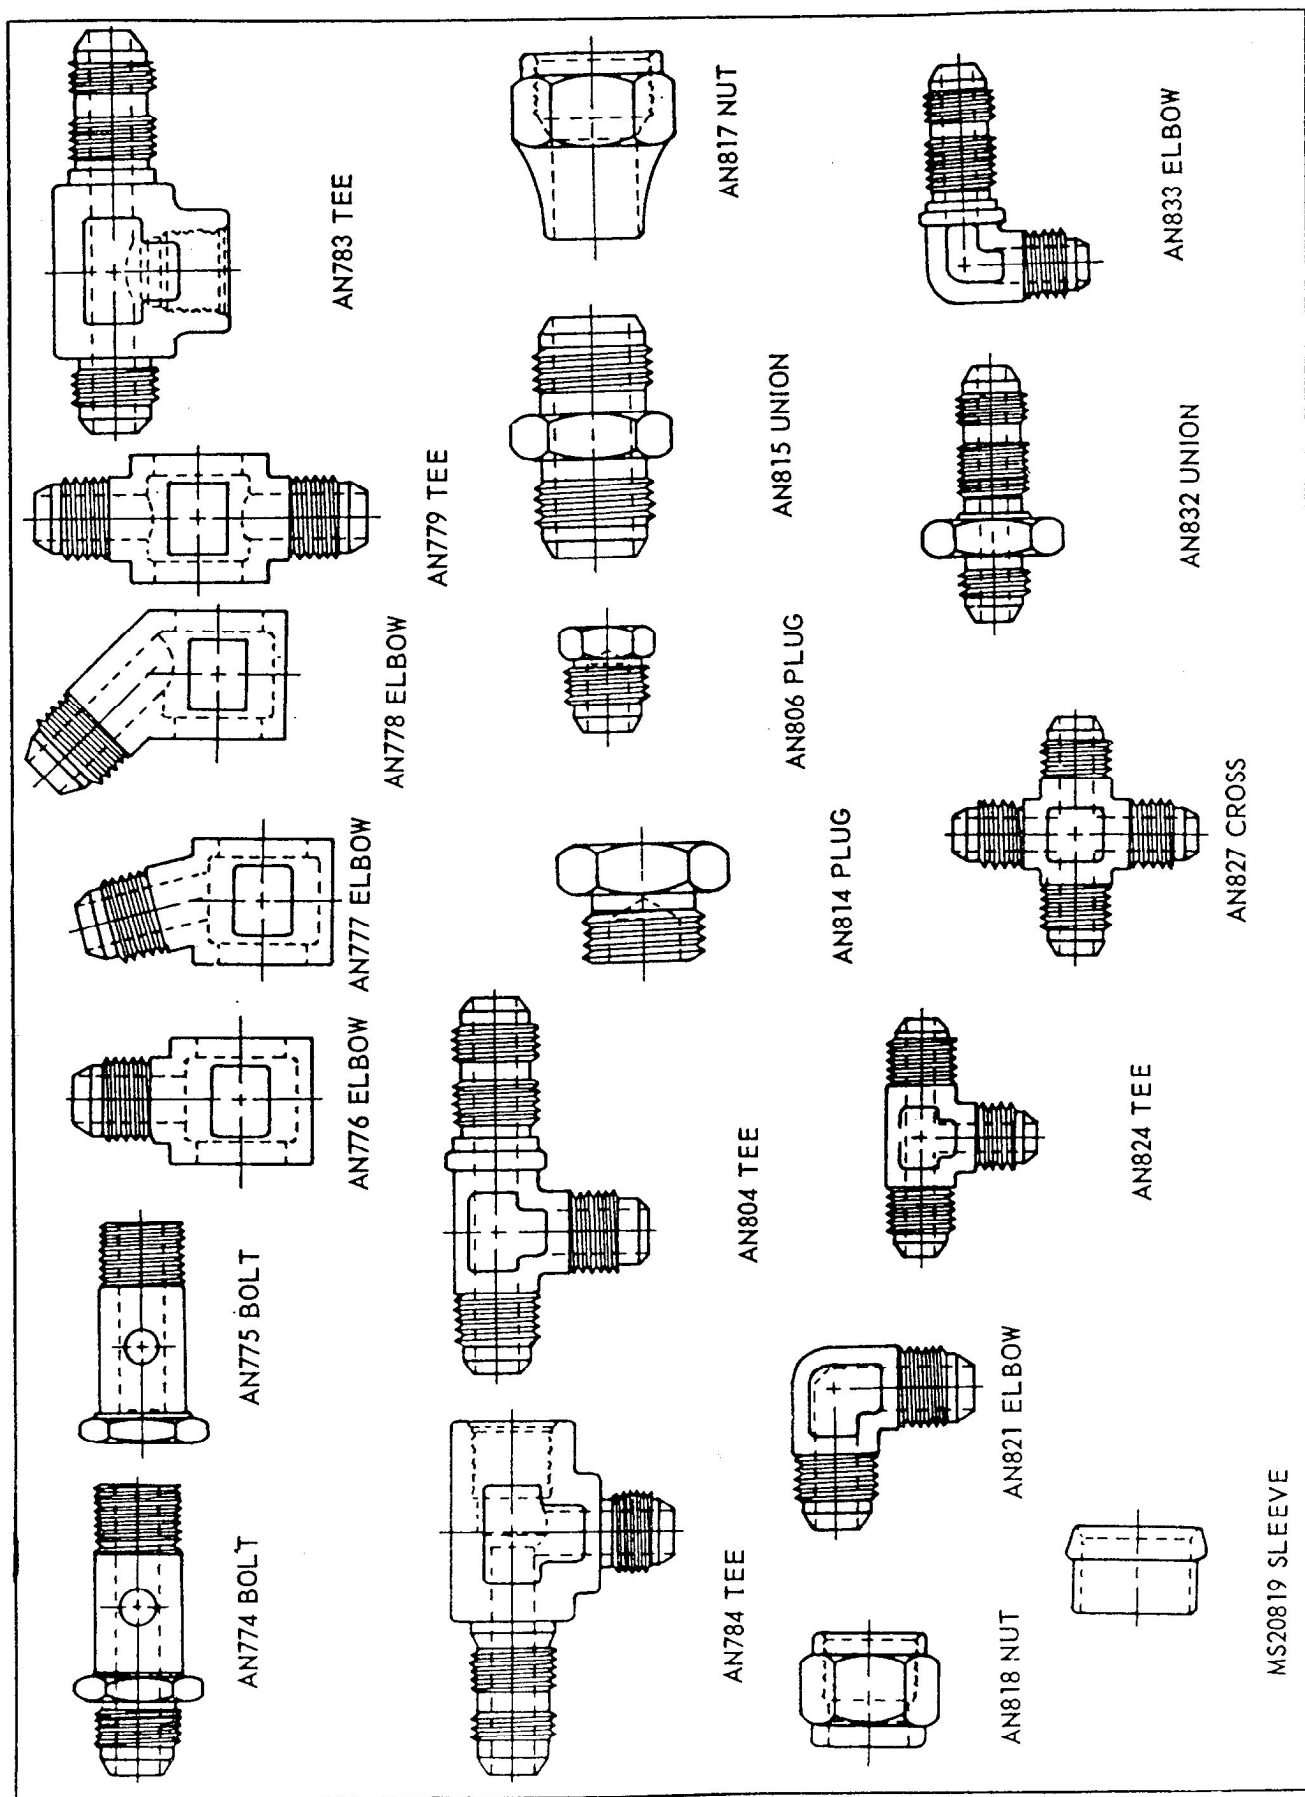 AN774 BOLT
AN775 BOLT
AN776 ELBOW
AN777 ELBOW
AN778 ELBOW
AN779 TEE
AN783 TEE
AN784 TEE
AN804 TEE
AN814 PLUG
AN806 PLUG
AN815 UNION
AN817 NUT
AN818 NUT
AN821 ELBOW
AN824 TEE
AN827 CROSS
AN832 UNION
AN833 ELBOW
MS20819 SLEEVE